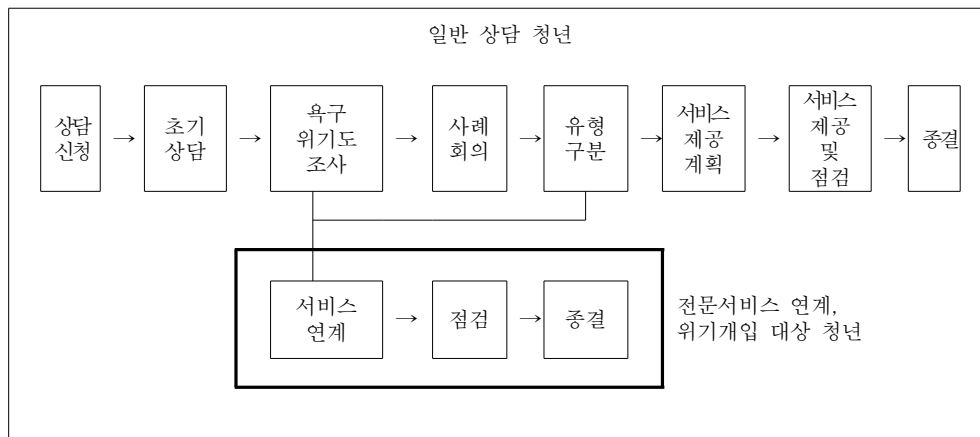 일반 상담 청년
상담
신청
→
초기
상담
→
욕구
위기도
조사
→
사례
회의
→
유형
구분
→
서비스
제공
계획
→
서비스
제공
및
점검
→
종결
서비스
연계
→
점검
→
종결
전문서비스 연계,
위기개입 대상 청년